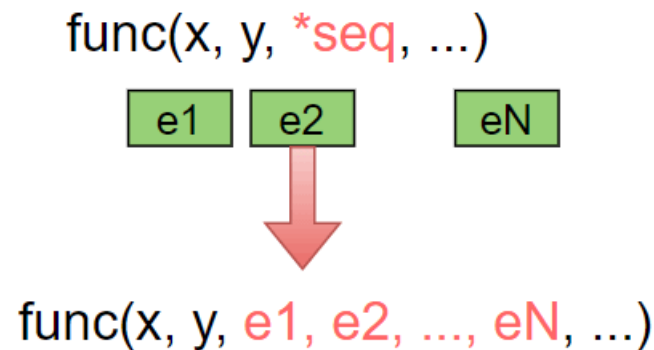 func(x, y, *seq, ...)
e1 e2 eN
func(x, y, e1, e2, ..., eN, ...)